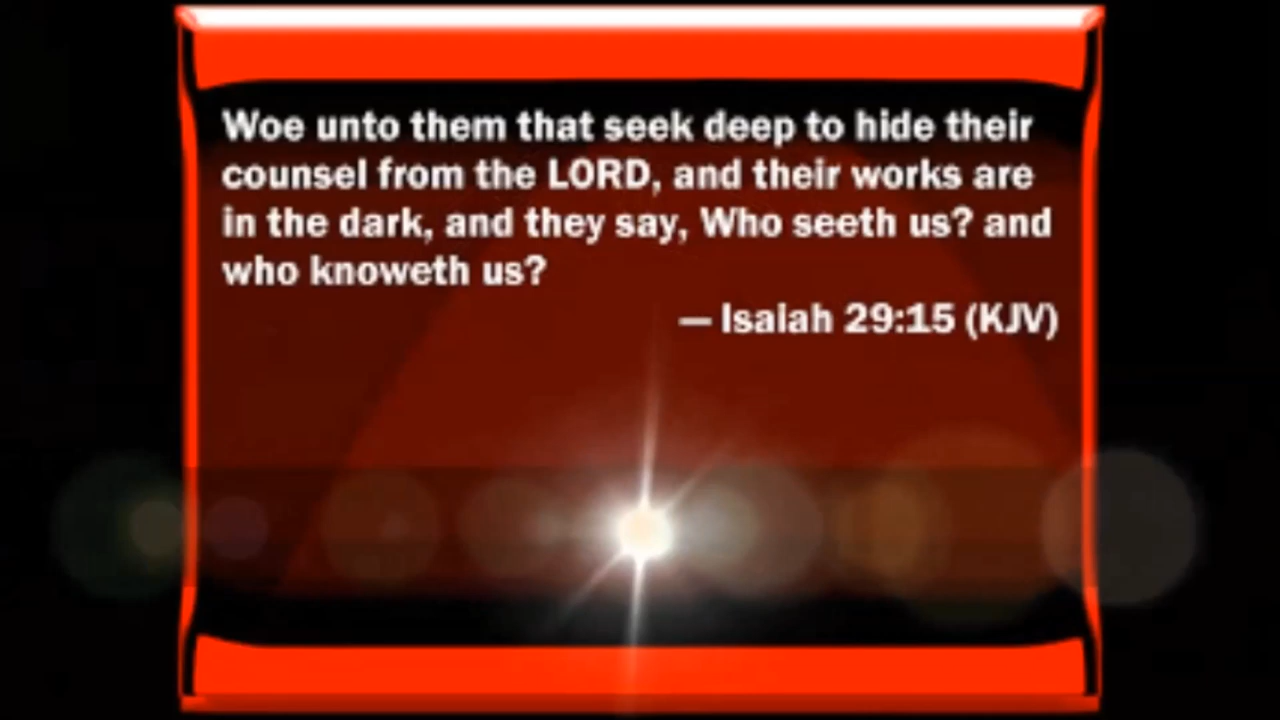 Woe unto them that seek deep to hide their
counsel from the LORD, and their works are
in the dark, and they say, Who seeth us? and
who knoweth us?
— Isaiah 29:15 (KJV)